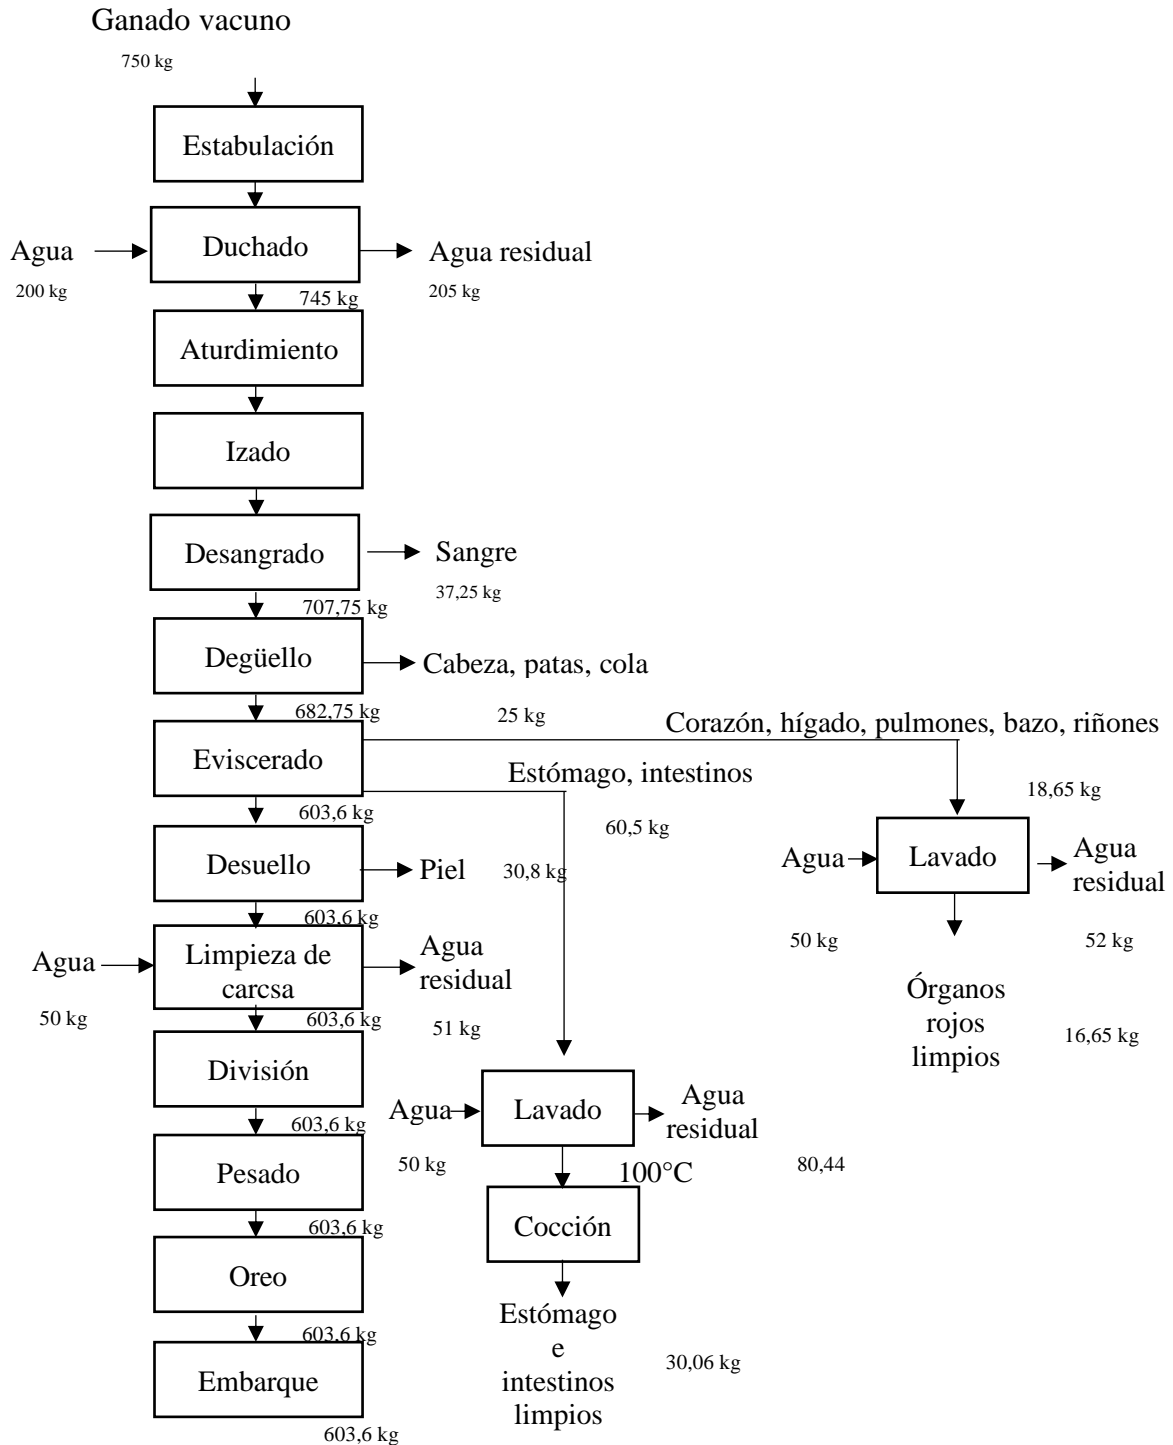 Ganado vacuno
750 kg
Estabulación
Agua
200 kg
Duchado
Agua residual
205 kg
745 kg
Aturdimiento
Izado
Desangrado
Sangre
37,25 kg
707,75 kg
Degüello
Cabeza, patas, cola
682,75 kg
25 kg
Corazón, hígado, pulmones, bazo, riñones
Eviscerado
Estómago, intestinos
18,65 kg
603,6 kg
60,5 kg
Desuello
Piel
30,8 kg
Agua
Lavado
Agua
residual
603,6 kg
50 kg
52 kg
Agua
50 kg
Limpieza de
carcsa
Agua
residual
51 kg
Órganos
rojos
limpios
16,65 kg
603,6 kg
División
603,6 kg
Agua
50 kg
Lavado
Agua
residual
80,44
Pesado
100°C
603,6 kg
Cocción
Oreo
603,6 kg
Estómago
e
intestinos
limpios
30,06 kg
Embarque
603,6 kg